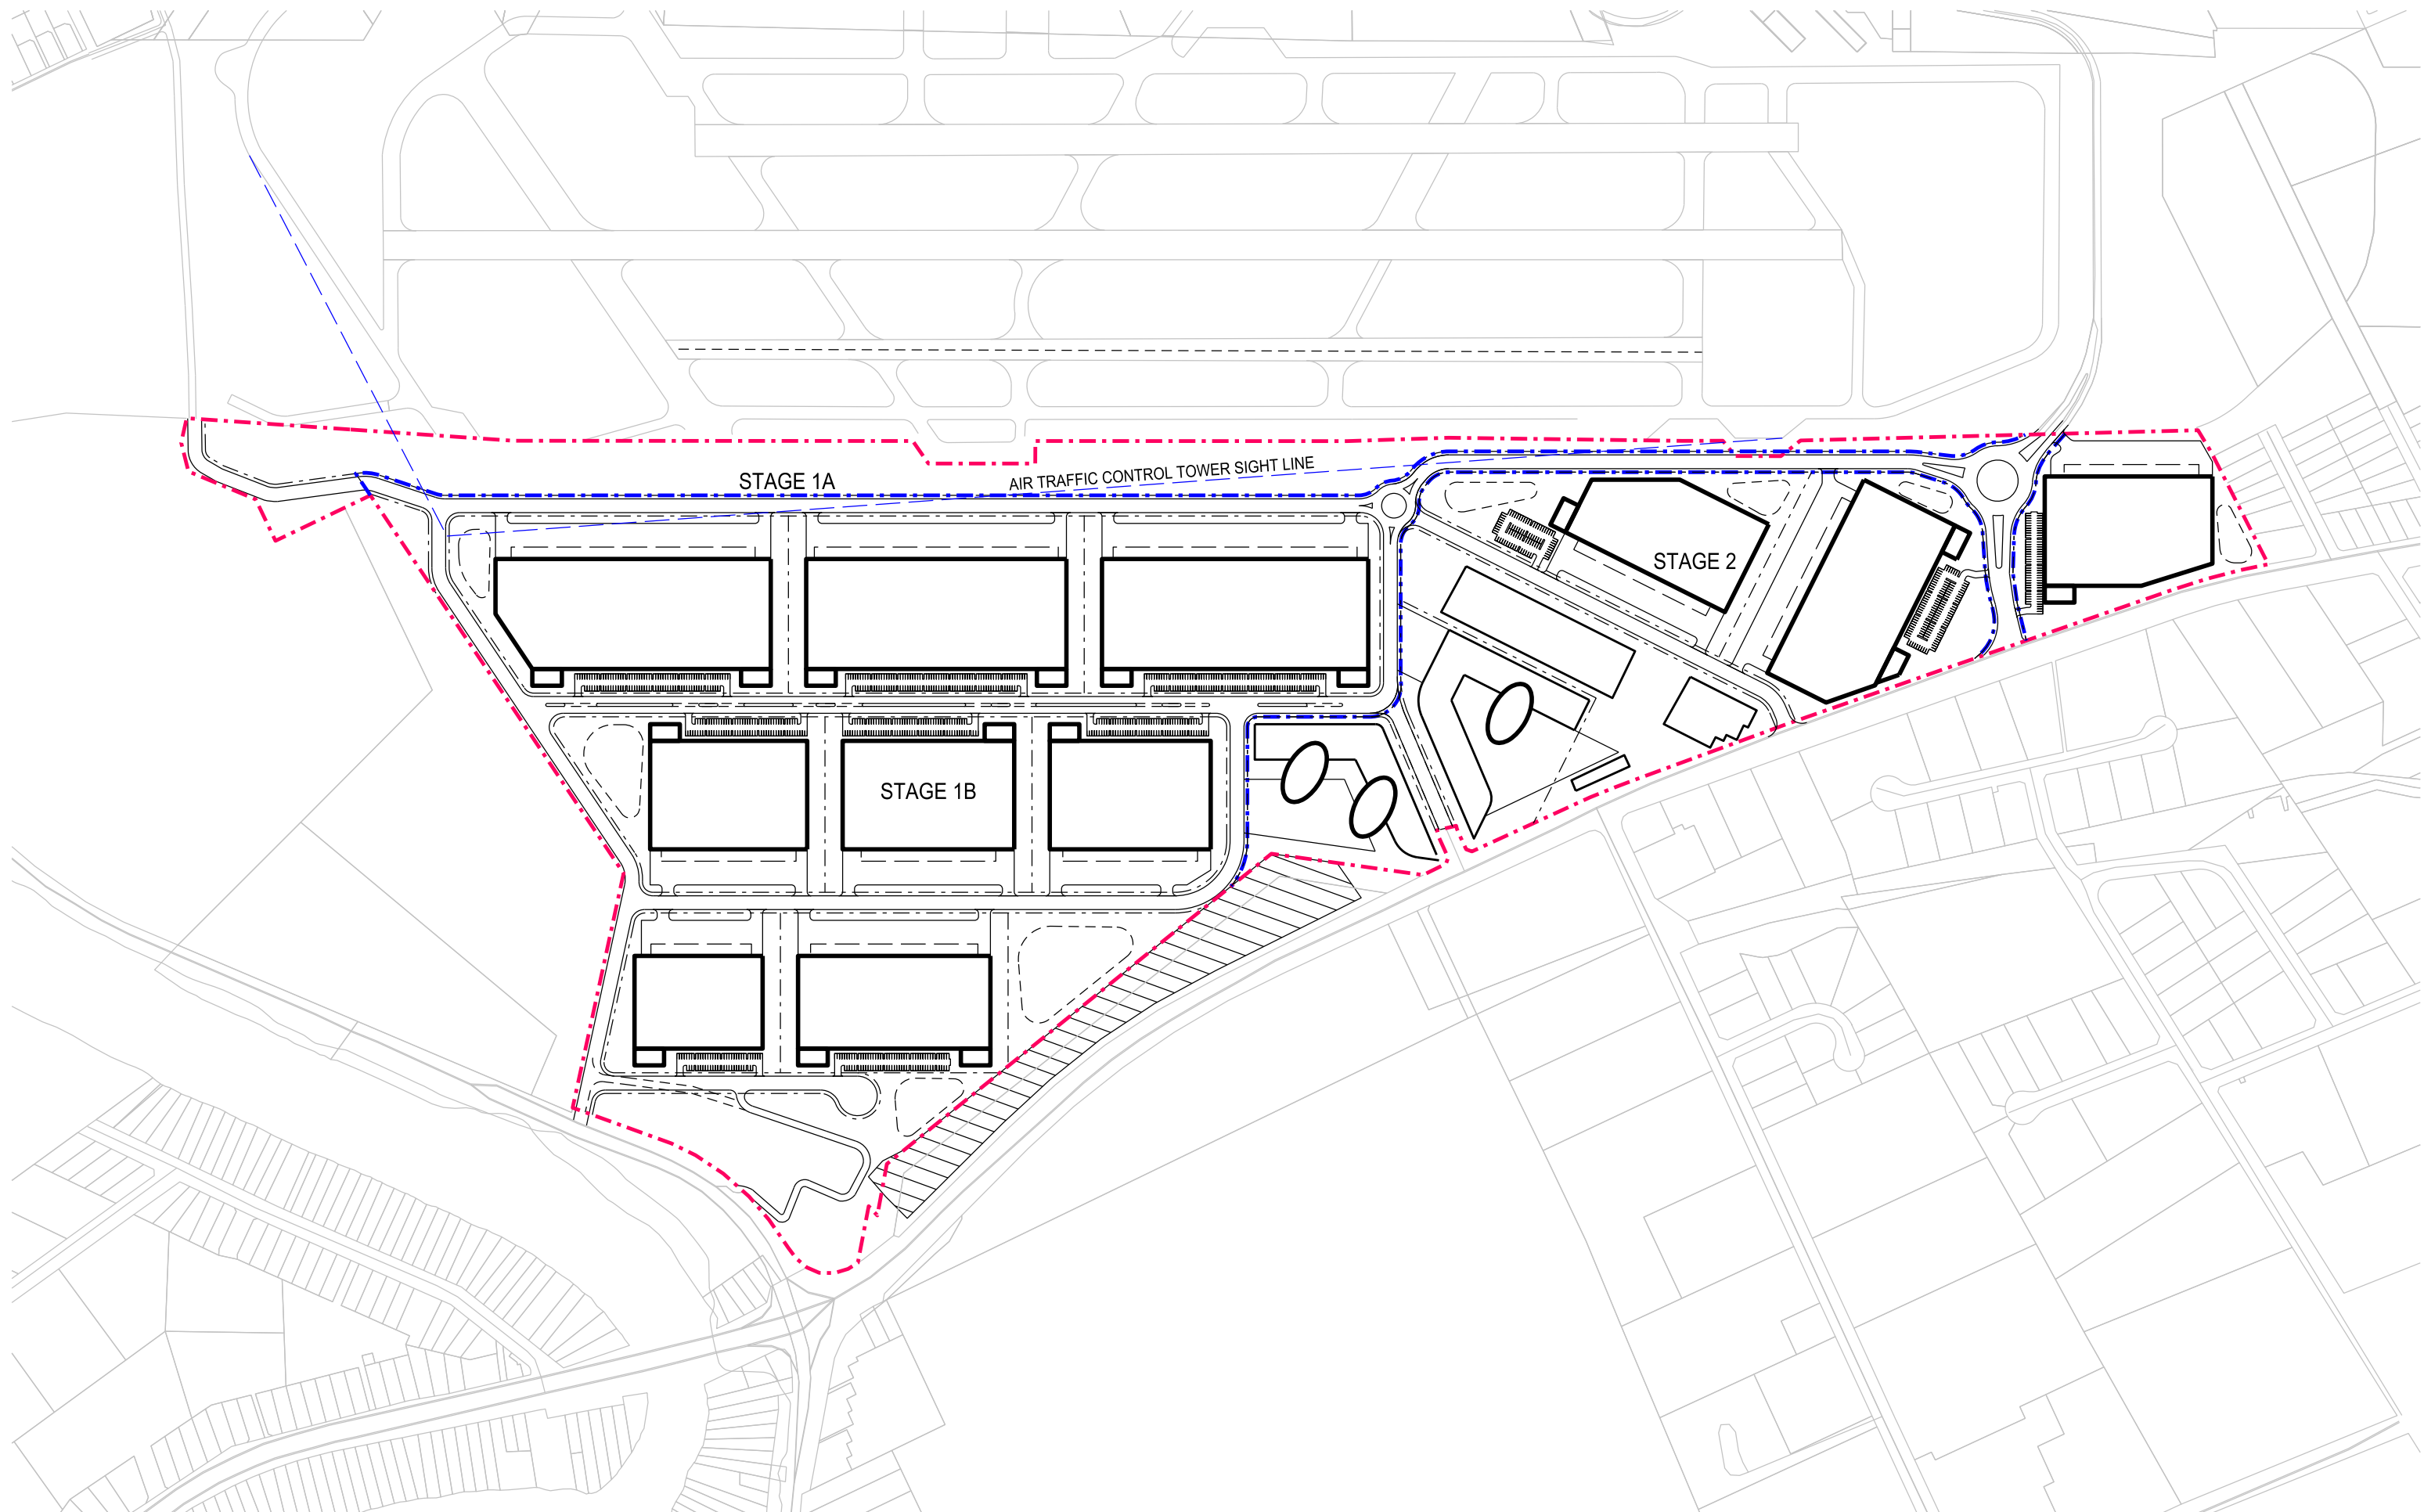 STAGE 1A
AIR TRAFFIC CONTROL TOWER SIGHT LINE
STAGE 2
STAGE 1B